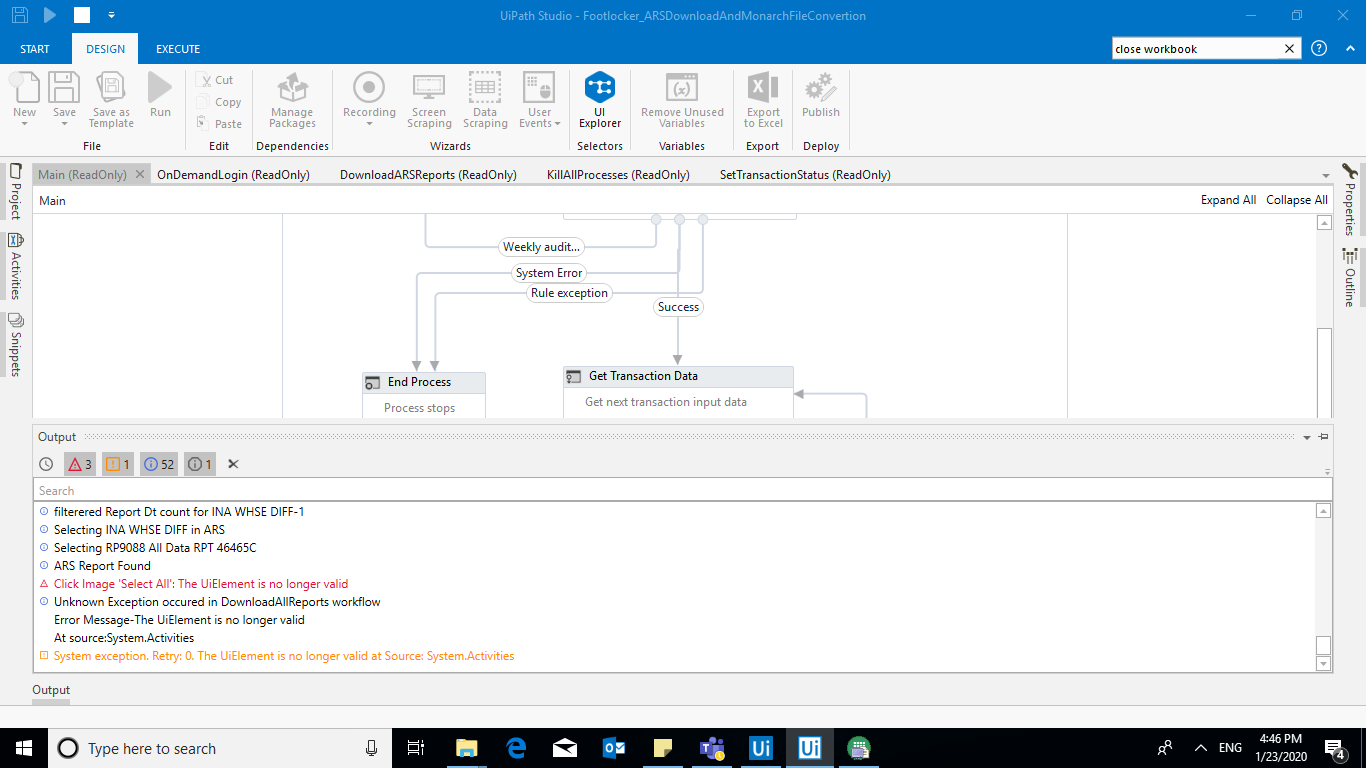 UiPath Studio - Footlocker_ARSDownloadAndMonarchFileConvertion
START DESIGN EXECUTE close workbook
New Save Save as Template Run
Cut
Copy
Paste
Manage Packages
Recording Screen Scraping Data Scraping User Events
UI Explorer
Remove Unused Variables
Export to Excel
Publish
File Edit Dependencies Wizards Selectors Variables Export Deploy
Main (ReadOnly) OnDemandLogin (ReadOnly) DownloadARSReports (ReadOnly) KillAllProcesses (ReadOnly) SetTransactionStatus (ReadOnly)
Project
Activities
Snippets
Properties
Outline
Main Expand All Collapse All
Weekly audit...
System Error
Rule exception
Success
End Process
Process stops
Get Transaction Data
Get next transaction input data
Output
3 1 52 1
Search
filterered Report Dt count for INA WHSE DIFF-1
Selecting INA WHSE DIFF in ARS
Selecting RP9088 All Data RPT 46465C
ARS Report Found
Click Image 'Select All': The UiElement is no longer valid
Unknown Exception occured in DownloadAllReports workflow
Error Message-The UiElement is no longer valid
At source:System.Activities
System exception. Retry: 0. The UiElement is no longer valid at Source: System.Activities
Output
Type here to search
Ui Ui
ENG
4:46 PM
1/23/2020
4